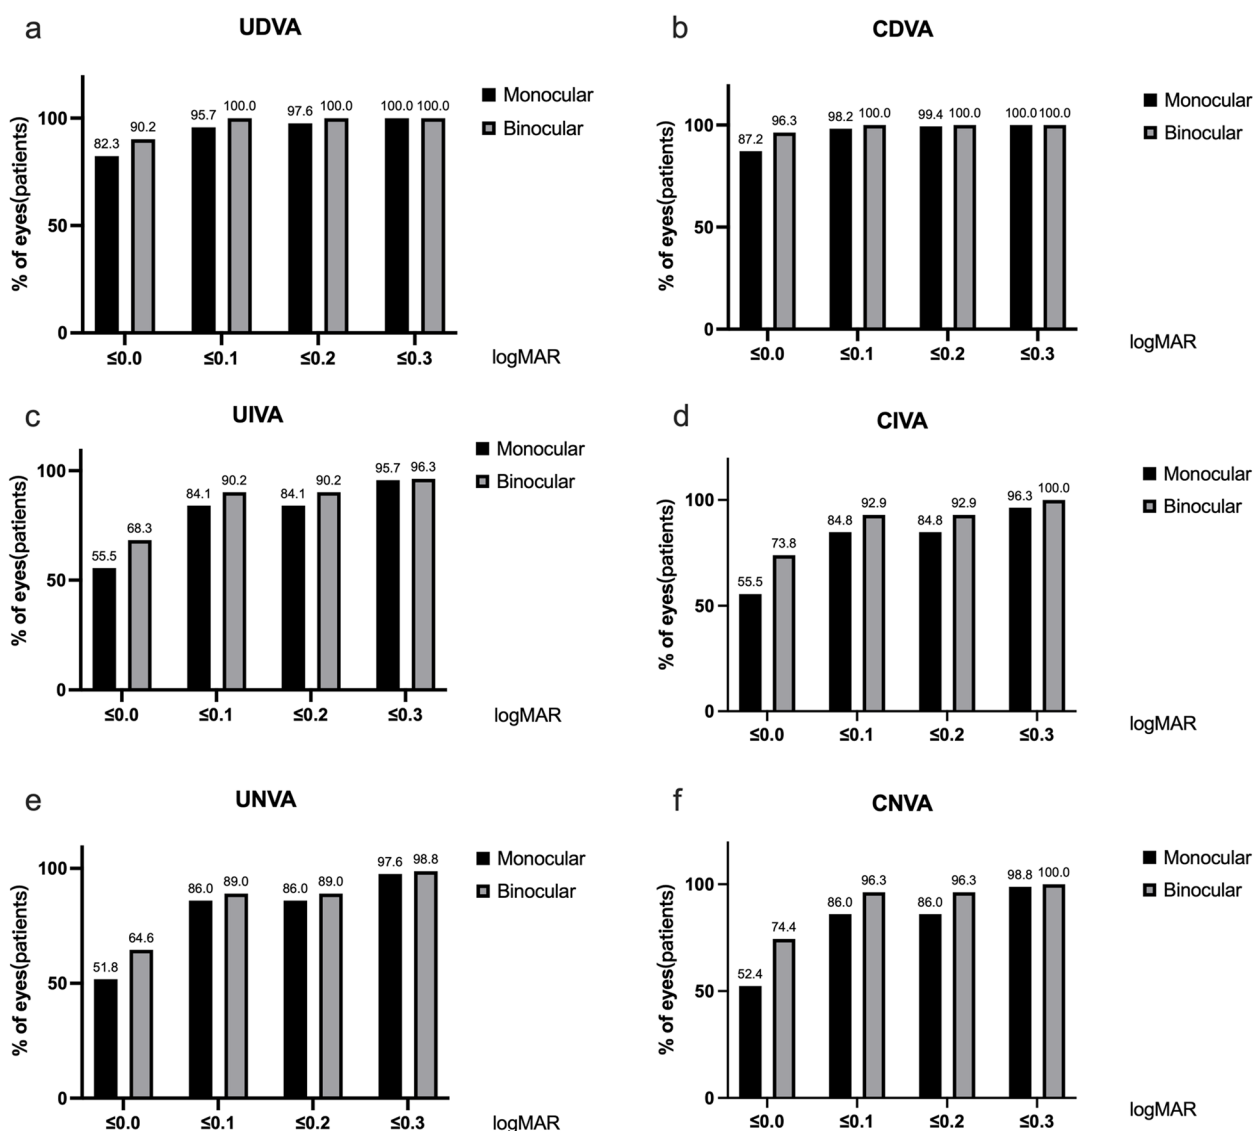 a
UDVA
% of eyes(patients)
100
50
0
82.3 90.2 95.7 100.0 97.6 100.0 100.0 100.0
≤0.0 ≤0.1 ≤0.2 ≤0.3
logMAR
Monocular
Binocular
b
CDVA
% of eyes(patients)
100
50
0
87.2 96.3 98.2 100.0 99.4 100.0 100.0 100.0
≤0.0 ≤0.1 ≤0.2 ≤0.3
logMAR
Monocular
Binocular
c
UIVA
% of eyes(patients)
100
50
0
55.5 68.3 84.1 90.2 84.1 90.2 95.7 96.3
≤0.0 ≤0.1 ≤0.2 ≤0.3
logMAR
Monocular
Binocular
d
CIVA
% of eyes(patients)
100
50
0
55.5 73.8 84.8 92.9 84.8 92.9 96.3 100.0
≤0.0 ≤0.1 ≤0.2 ≤0.3
logMAR
Monocular
Binocular
e
UNVA
% of eyes(patients)
100
50
0
51.8 64.6 86.0 89.0 86.0 89.0 97.6 98.8
≤0.0 ≤0.1 ≤0.2 ≤0.3
logMAR
Monocular
Binocular
f
CNVA
% of eyes(patients)
100
50
0
52.4 74.4 86.0 96.3 86.0 96.3 98.8 100.0
≤0.0 ≤0.1 ≤0.2 ≤0.3
logMAR
Monocular
Binocular